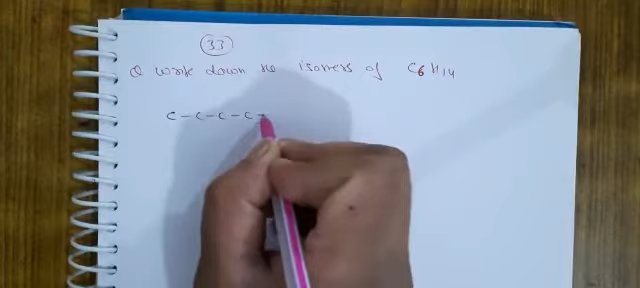 (33)
Q write down the isomers of C6H14
C-C-C-C-